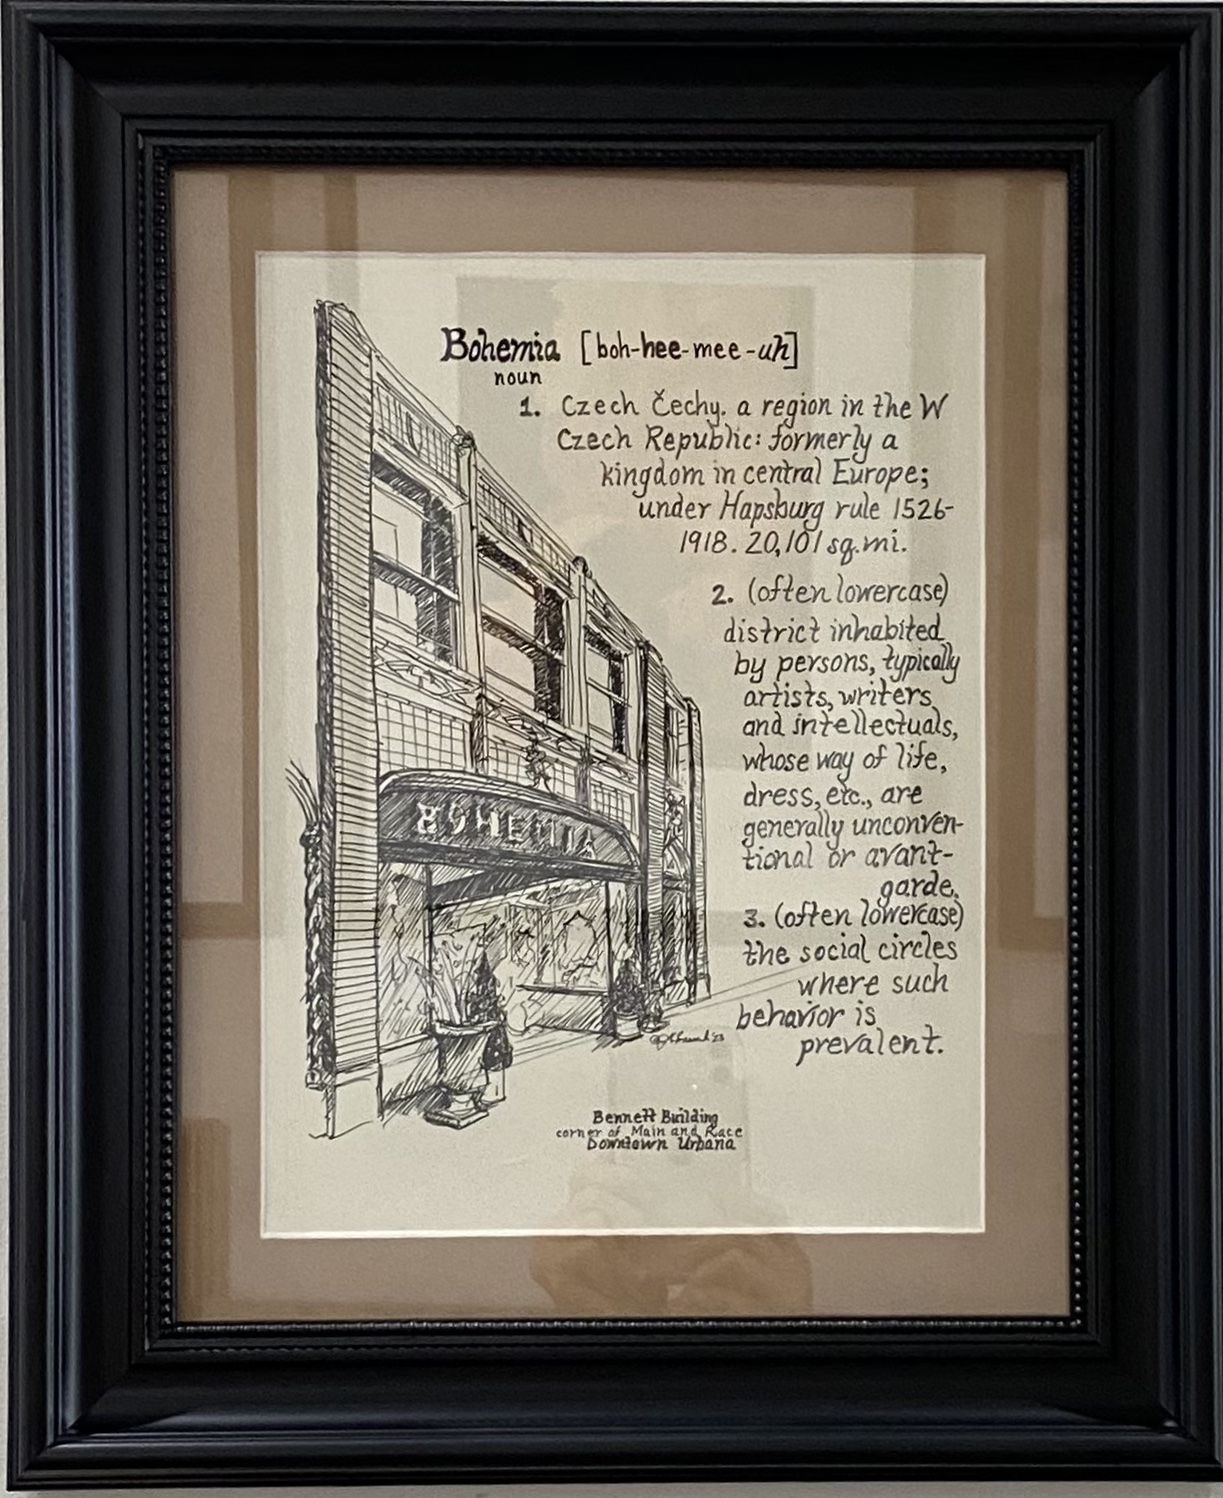 Bohemia [boh-hee-mee-uh]
noun
1. Czech Čechy. a region in the W
Czech Republic: formerly a
kingdom in central Europe;
under Hapsburg rule 1526-
1918. 20,101 sq.mi.
2. (often lowercase)
district inhabited
by persons, typically
artists, writers
and intellectuals,
whose way of life,
dress, etc., are
generally unconven-
tional or avant-
garde.
3. (often lowercase)
the social circles
where such
behavior is
prevalent.
BOHEMIA
'23
Bennett Building
corner of Main and Race
Downtown Urbana